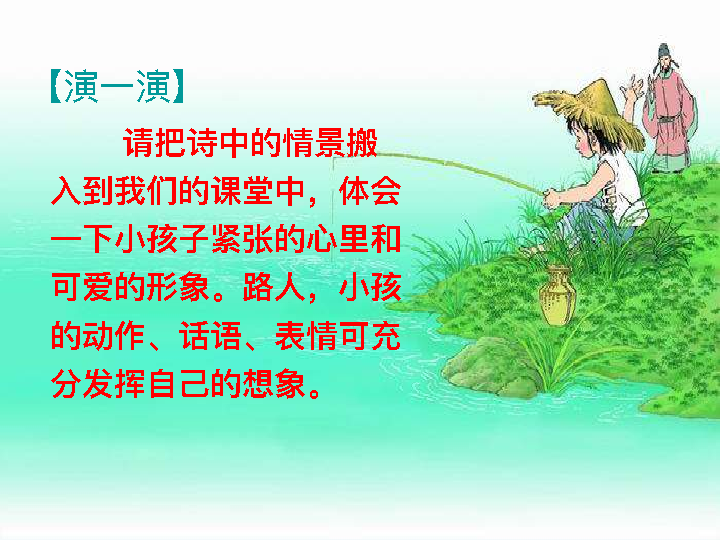 【演一演】
请把诗中的情景搬
入到我们的课堂中，体会
一下小孩子紧张的心里和
可爱的形象。路人，小孩
的动作、话语、表情可充
分发挥自己的想象。